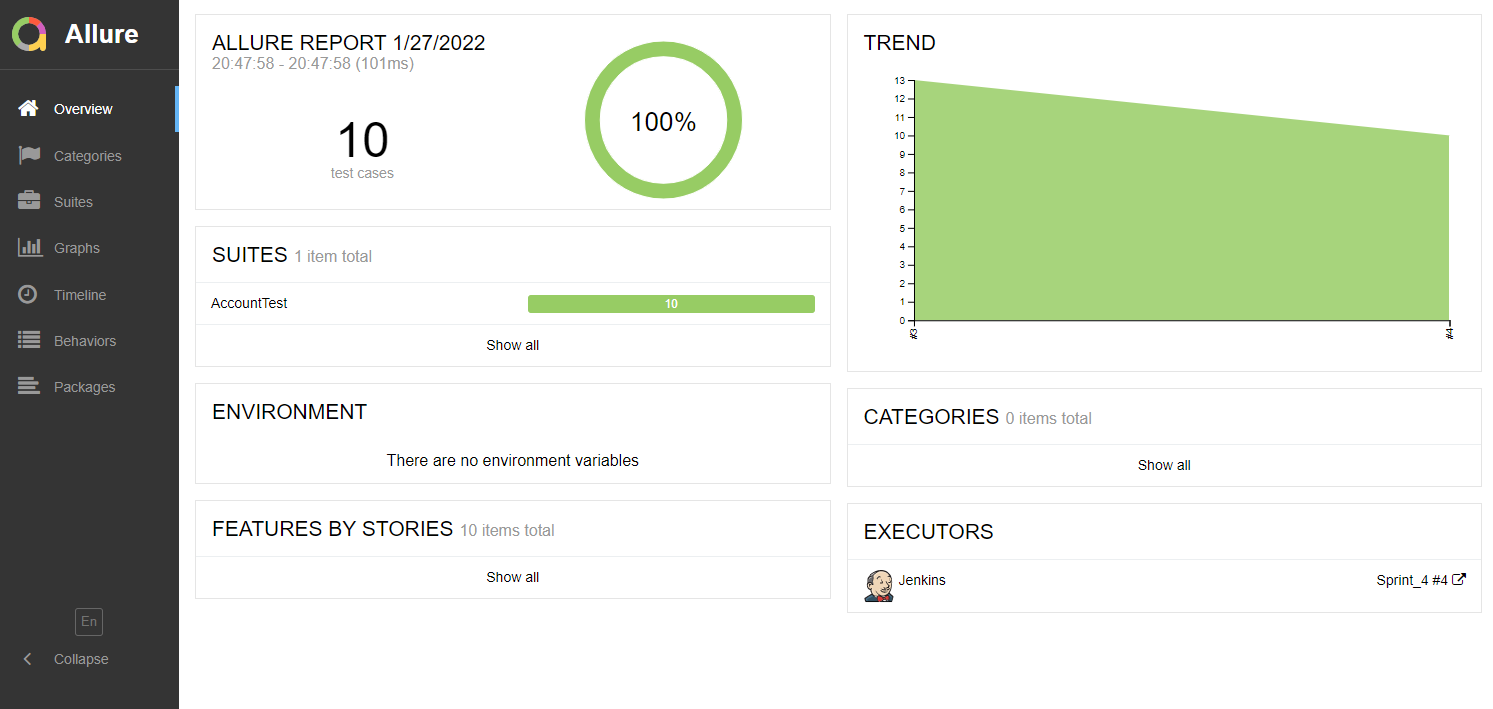 Allure
Overview
Categories
Suites
Graphs
Timeline
Behaviors
Packages
En
Collapse
ALLURE REPORT 1/27/2022
20:47:58 - 20:47:58 (101ms)
10
test cases
100%
SUITES 1 item total
AccountTest 10
Show all
ENVIRONMENT
There are no environment variables
FEATURES BY STORIES 10 items total
Show all
TREND
13
12
11
10
9
8
7
6
5
4
3
2
1
0
#3 #4
CATEGORIES 0 items total
Show all
EXECUTORS
Jenkins Sprint_4 #4